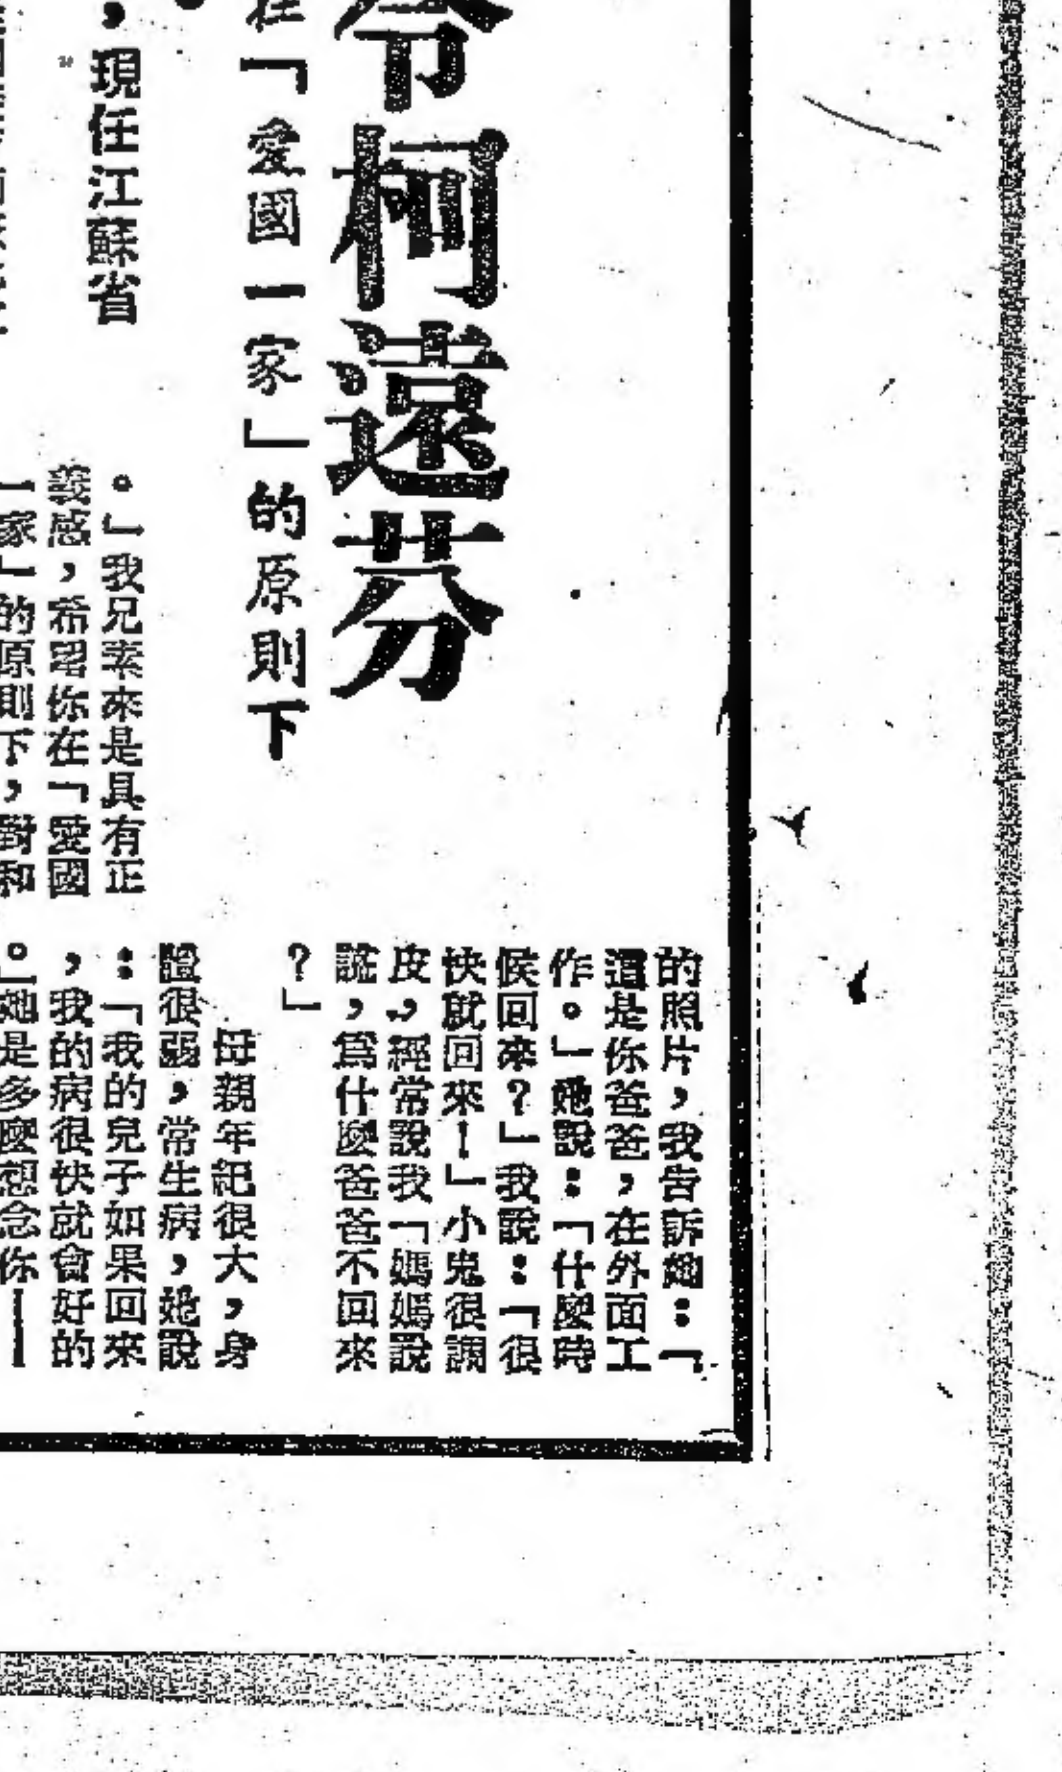 令柯遠芬
在「愛國一家」的原則下
，現任江蘇省
。」我兄素來是具有正
義感，希望你在「愛國
一家」的原則下，對和
的照片，我告訴她：「
這是你爸爸，在外面工
作。」她說：「什麼時
候回來？」我說：「很
快就回來！」小鬼很調
皮，經常說我「媽媽說
謊，爲什麼爸爸不回來
？」
母親年紀很大，身
體很弱，常生病，她說
：「我的兒子如果回來
，我的病很快就會好的
。」她是多麼想念你—